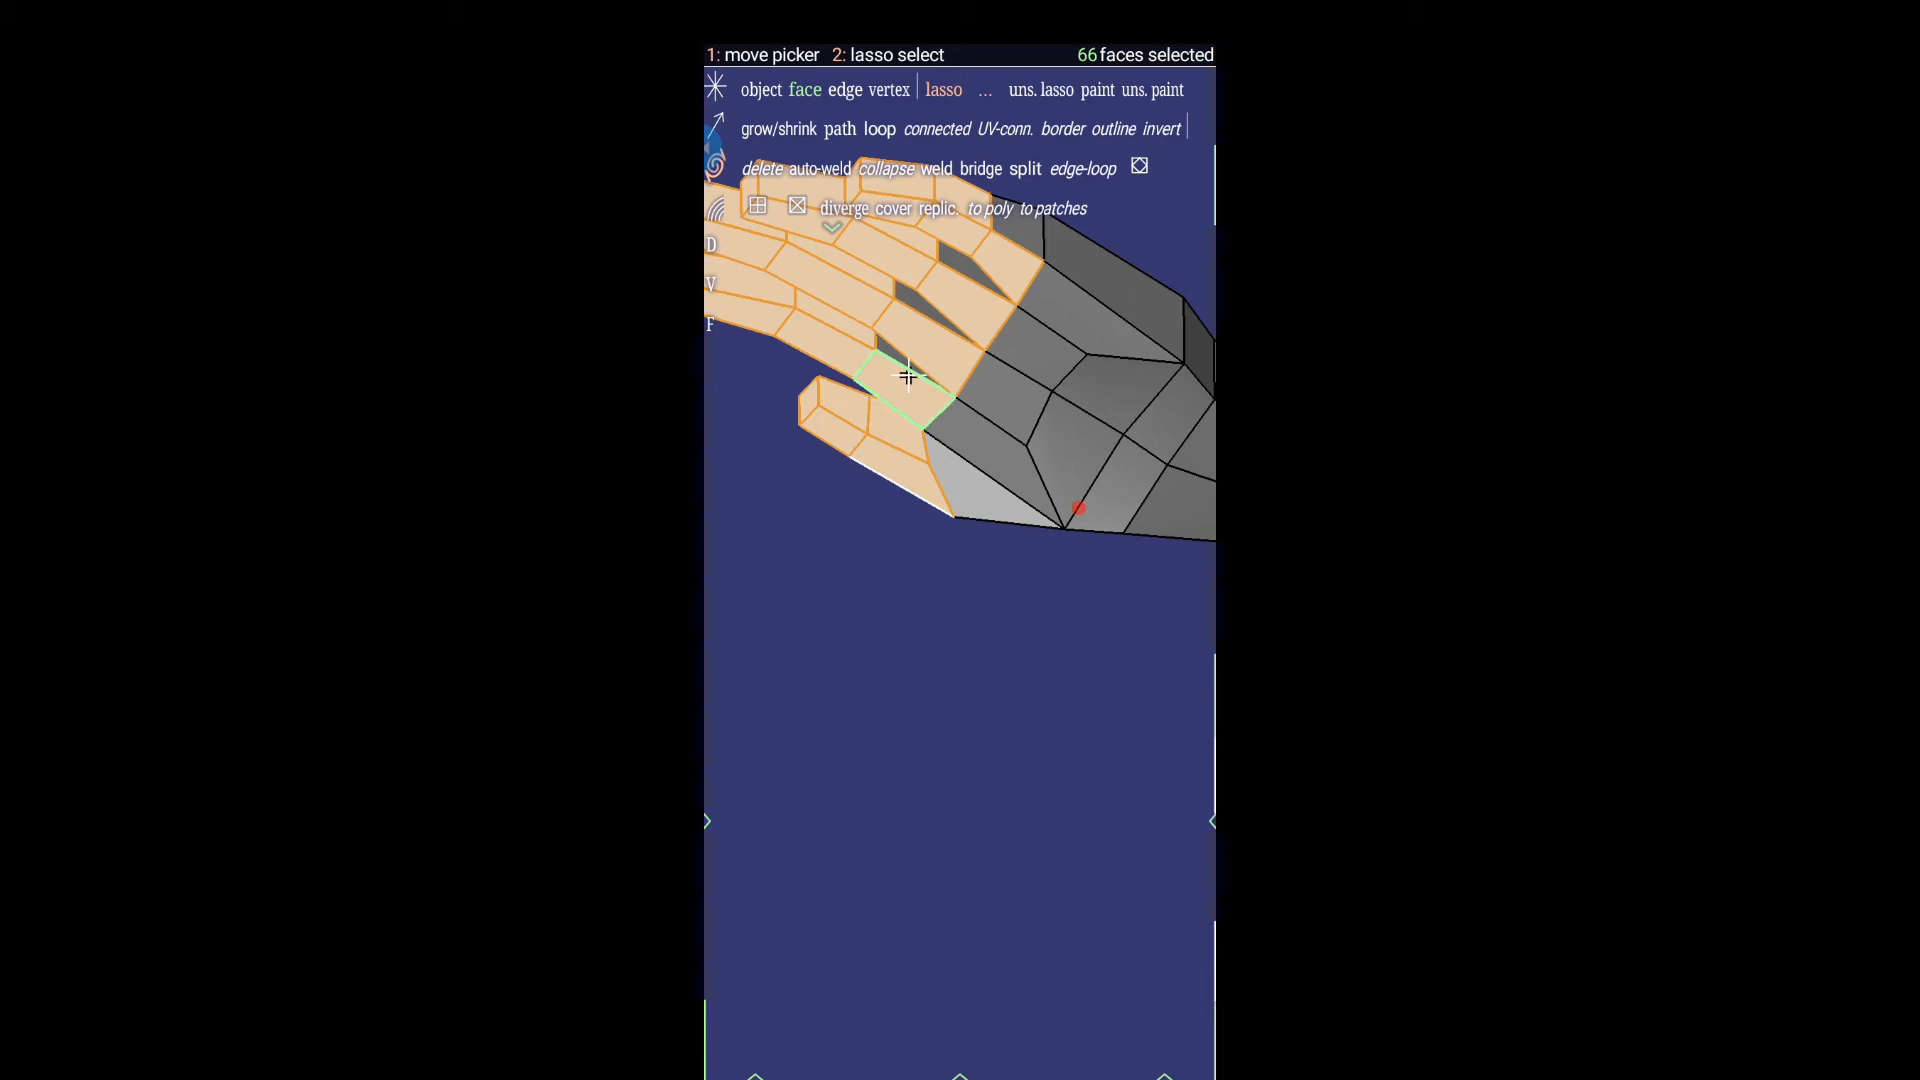 1: move picker 2: lasso select 66 faces selected
object face edge vertex lasso ... uns. lasso paint uns. paint
grow/shrink path loop connected UV-conn. border outline invert
delete auto-weld collapse weld bridge split edge-loop
diverge cover replic. to poly to patches
D
V
F